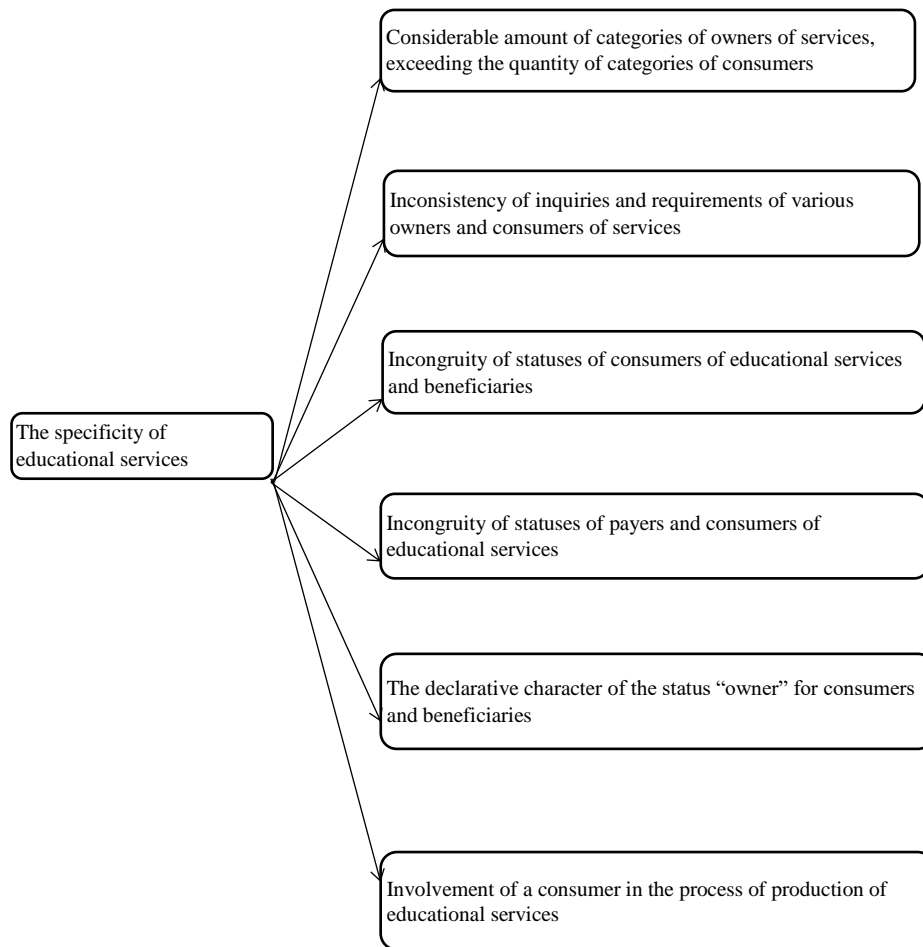 Considerable amount of categories of owners of services,
exceeding the quantity of categories of consumers
Inconsistency of inquiries and requirements of various
owners and consumers of services
Incongruity of statuses of consumers of educational services
and beneficiaries
The specificity of
educational services
Incongruity of statuses of payers and consumers of
educational services
The declarative character of the status “owner” for consumers
and beneficiaries
Involvement of a consumer in the process of production of
educational services